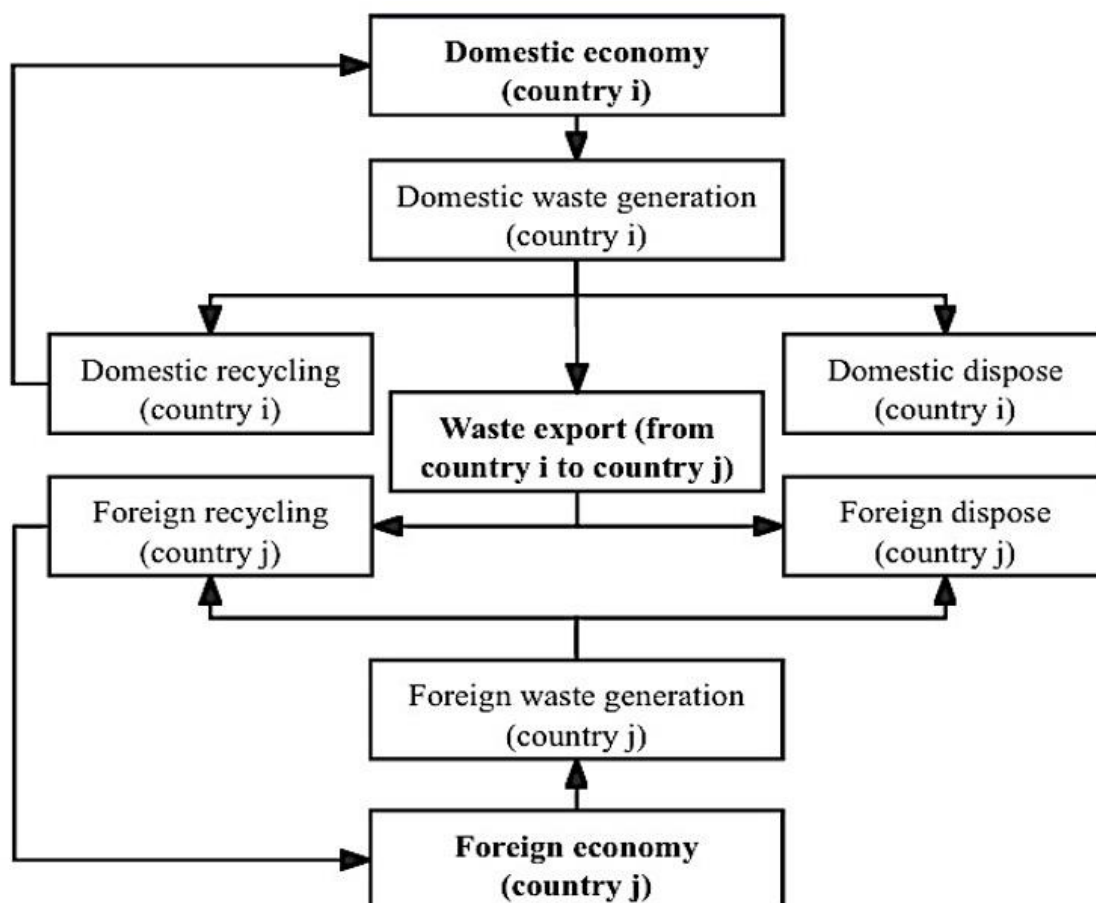 Domestic economy
(country i)
Domestic waste generation
(country i)
Domestic recycling
(country i)
Domestic dispose
(country i)
Waste export (from
country i to country j)
Foreign recycling
(country j)
Foreign dispose
(country j)
Foreign waste generation
(country j)
Foreign economy
(country j)